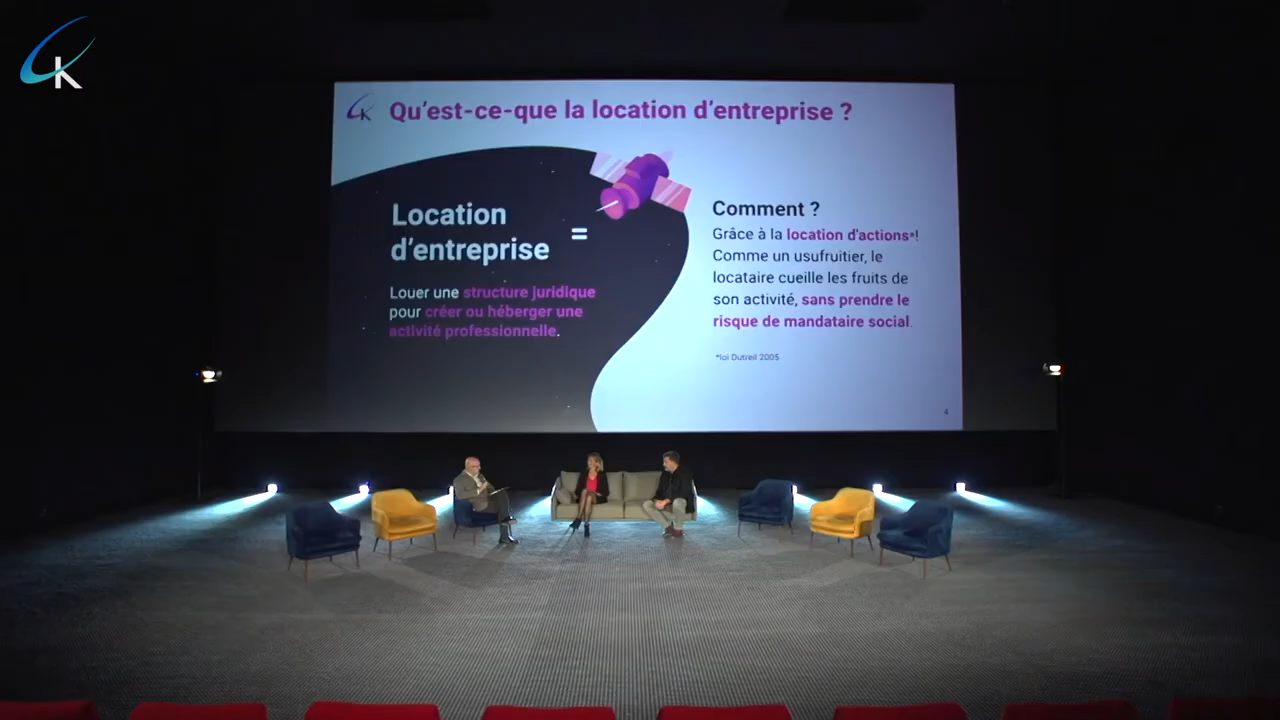 K
K Qu'est-ce-que la location d'entreprise ?
Location
d'entreprise
=
Louer une structure juridique
pour créer ou héberger une
activité professionnelle.
Comment ?
Grâce à la location d'actions*!
Comme un usufruitier, le
locataire cueille les fruits de
son activité, sans prendre le
risque de mandataire social.
*loi Dutreil 2005
4